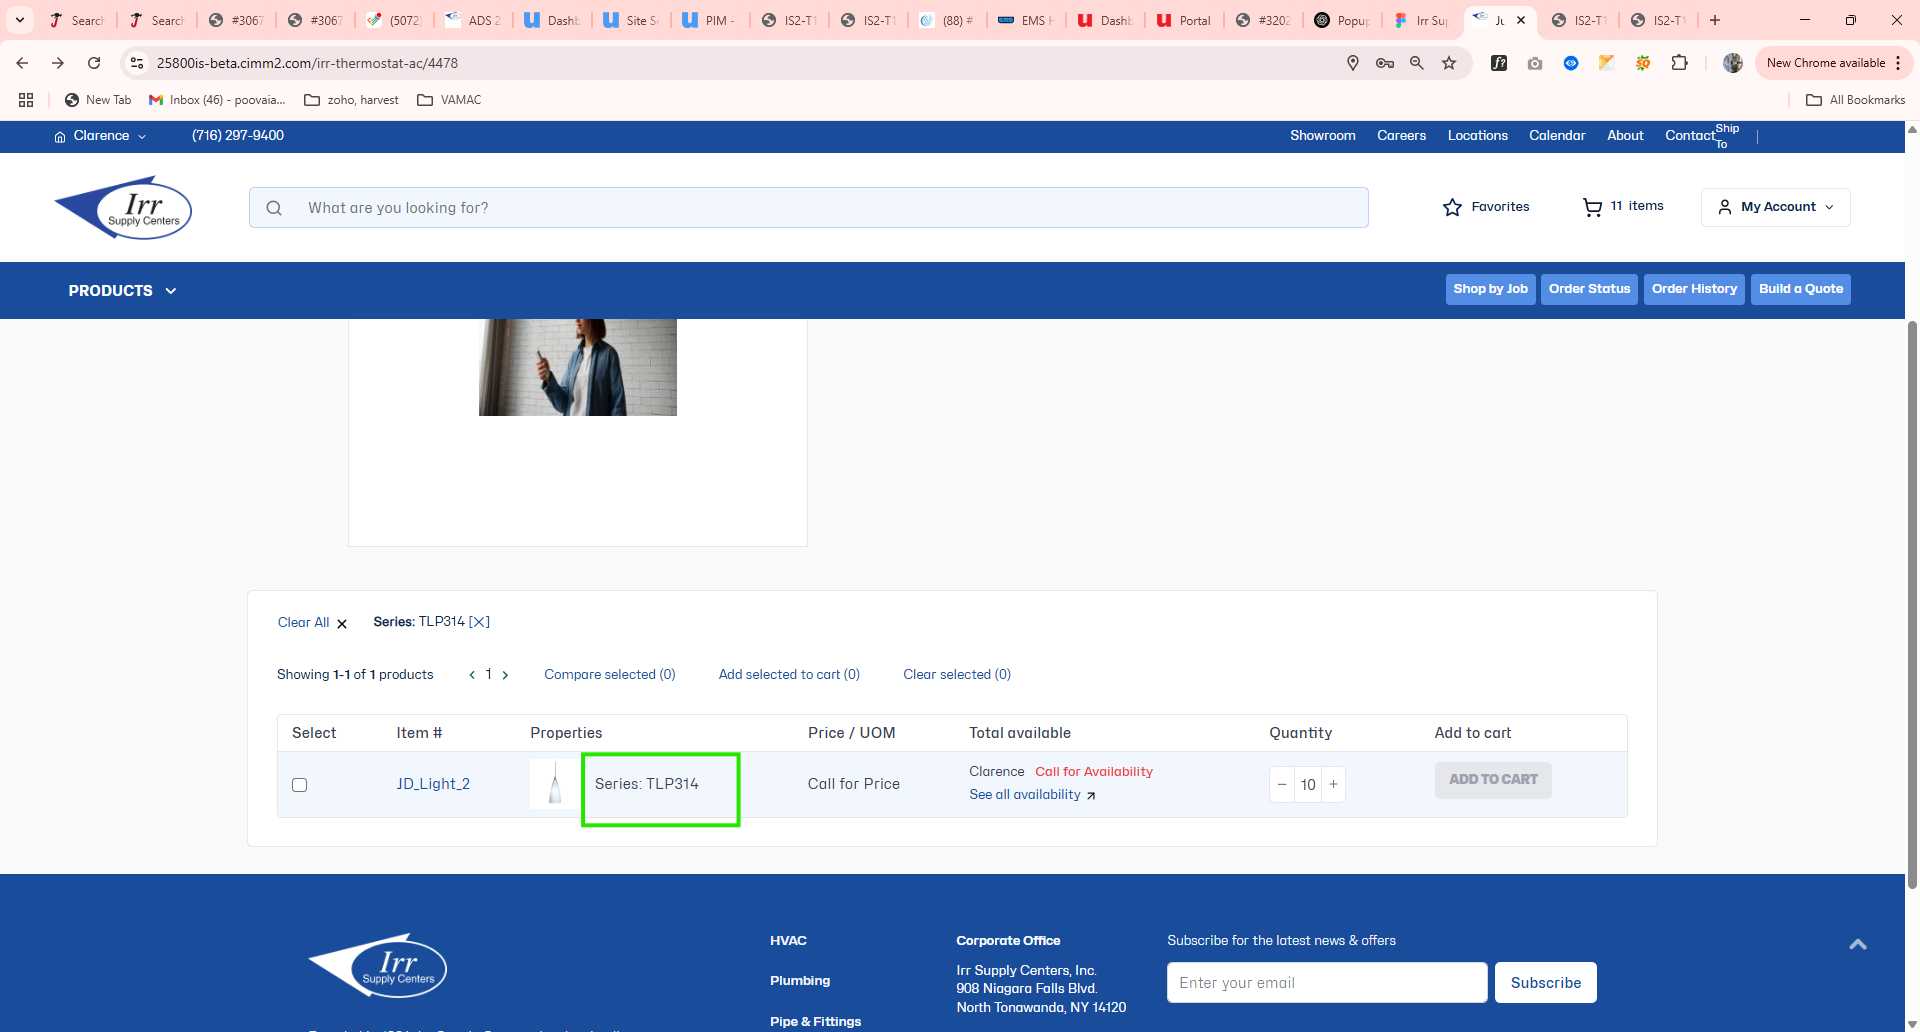 Search
Search
#3067
#3067
(5072)
ADS 2
Dashb
Site Se
PIM -
IS2-T1
IS2-T1
(88) #
EMS H
Dashb
Portal
#3202
Popup
Irr Sup
Ju
IS2-T1
IS2-T1
25800is-beta.cimm2.com/irr-thermostat-ac/4478
New Chrome available
New Tab
Inbox (46) - poovaia...
zoho, harvest
VAMAC
All Bookmarks
Clarence
(716) 297-9400
Showroom
Careers
Locations
Calendar
About
Contact
Ship
To
Irr
Supply Centers
What are you looking for?
Favorites
11 items
My Account
PRODUCTS
Shop by Job
Order Status
Order History
Build a Quote
Clear All
Series: TLP314 [X]
Showing 1-1 of 1 products
1
Compare selected (0)
Add selected to cart (0)
Clear selected (0)
Select
Item #
Properties
Price / UOM
Total available
Quantity
Add to cart
JD_Light_2
Series: TLP314
Call for Price
Clarence Call for Availability
See all availability
10
ADD TO CART
Irr
Supply Centers
HVAC
Plumbing
Pipe & Fittings
Corporate Office
Irr Supply Centers, Inc.
908 Niagara Falls Blvd.
North Tonawanda, NY 14120
Subscribe for the latest news & offers
Enter your email
Subscribe